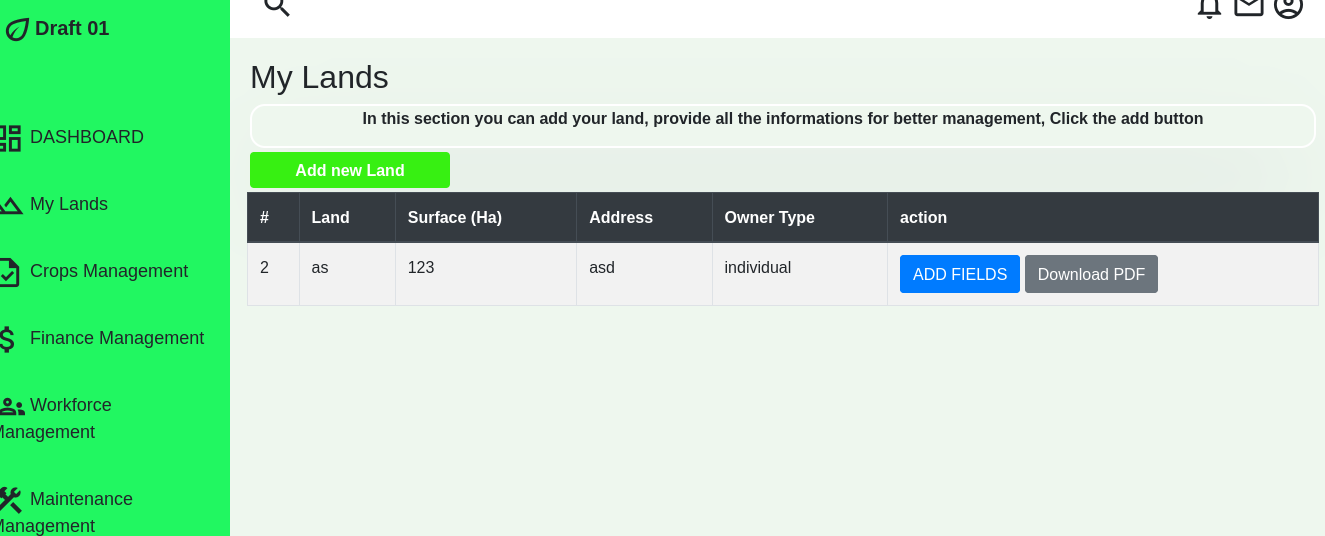 Draft 01
DASHBOARD
My Lands
Crops Management
Finance Management
Workforce
Management
Maintenance
Management
My Lands
In this section you can add your land, provide all the informations for better management, Click the add button
Add new Land
# Land Surface (Ha) Address Owner Type action
2 as 123 asd individual ADD FIELDS Download PDF